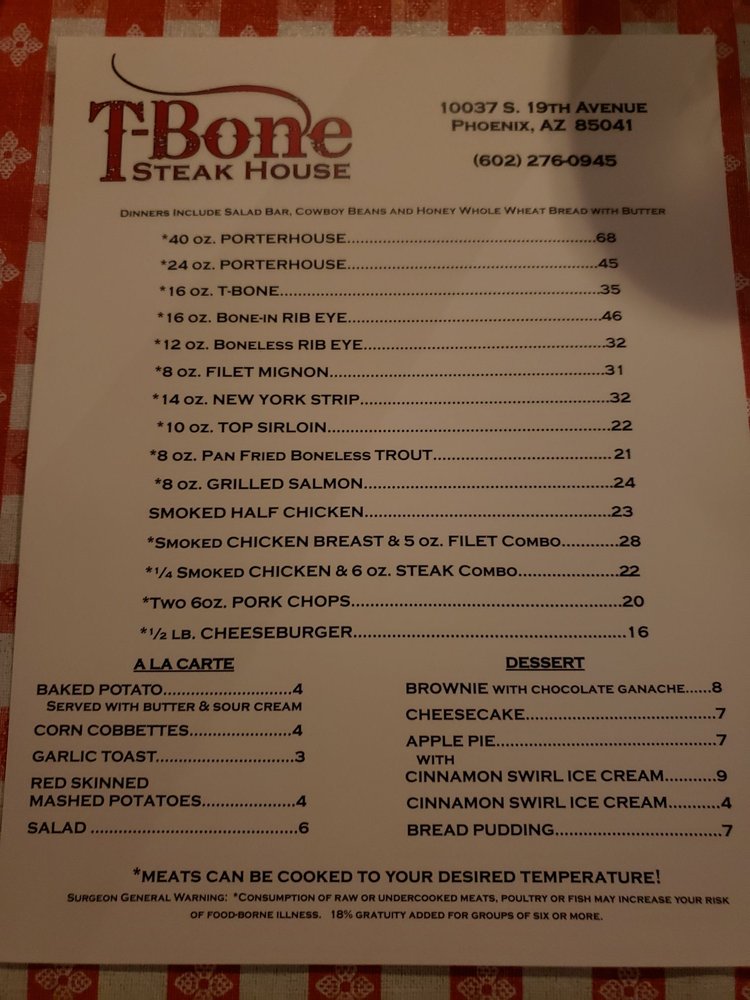 T-Bone
Steak House
10037 S. 19th Avenue
Phoenix, AZ 85041
(602) 276-0945
Dinners Include Salad Bar, Cowboy Beans and Honey Whole Wheat Bread with Butter
*40 oz. PORTERHOUSE..........68
*24 oz. PORTERHOUSE..........45
*16 oz. T-BONE..........35
*16 oz. Bone-in RIB EYE..........46
*12 oz. Boneless RIB EYE..........32
*8 oz. FILET MIGNON..........31
*14 oz. NEW YORK STRIP..........32
*10 oz. TOP SIRLOIN..........22
*8 oz. Pan Fried Boneless TROUT..........21
*8 oz. GRILLED SALMON..........24
SMOKED HALF CHICKEN..........23
*Smoked CHICKEN BREAST & 5 oz. FILET Combo..........28
*1/4 Smoked CHICKEN & 6 oz. STEAK Combo..........22
*Two 6oz. PORK CHOPS..........20
*1/2 lb. CHEESEBURGER..........16
A LA CARTE
BAKED POTATO..........4
Served with butter & sour cream
CORN COBBETTES..........4
GARLIC TOAST..........3
RED SKINNED
MASHED POTATOES..........4
SALAD ..........6
DESSERT
BROWNIE with chocolate ganache......8
CHEESECAKE..........7
APPLE PIE..........7
with
CINNAMON SWIRL ICE CREAM..........9
CINNAMON SWIRL ICE CREAM..........4
BREAD PUDDING..........7
*MEATS CAN BE COOKED TO YOUR DESIRED TEMPERATURE!
Surgeon General Warning: *Consumption of raw or undercooked meats, poultry or fish may increase your risk
of food-borne illness. 18% gratuity added for groups of six or more.